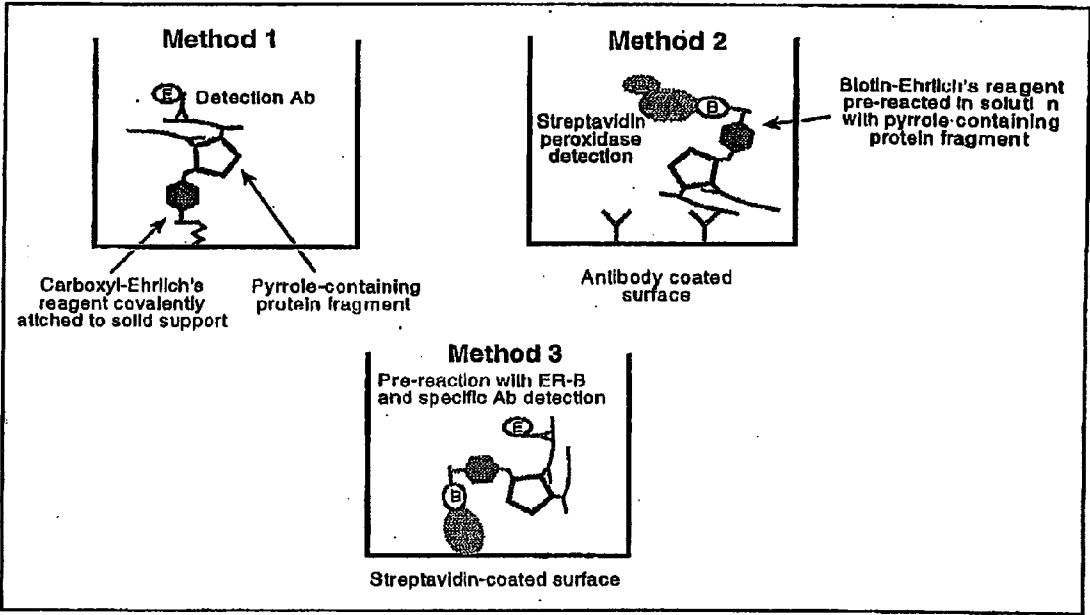 Method 1
E
Detection Ab
Carboxyl-Ehrlich's
reagent covalently
attched to solid support
Pyrrole-containing
protein fragment
Method 2
B
Streptavidin
peroxidase
detection
Biotin-Ehrlich's reagent
pre-reacted in soluti n
with pyrrole-containing
protein fragment
Antibody coated
surface
Method 3
Pre-reaction with ER-B
and specific Ab detection
E
B
Streptavidin-coated surface